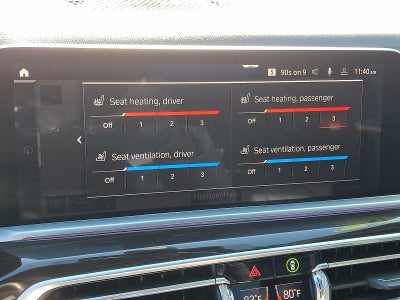 S 90s on 9 11:40 AM
Seat heating, driver
Off 1 2 3
Seat heating, passenger
Off 1 2 3
Seat ventilation, driver
Off 1 2 3
Seat ventilation, passenger
Off 1 2 3
80°F